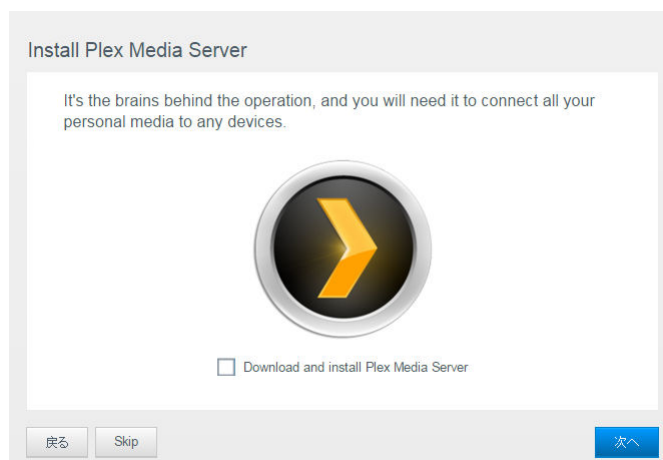 Install Plex Media Server
It's the brains behind the operation, and you will need it to connect all your
personal media to any devices.
Download and install Plex Media Server
戻る
Skip
次へ